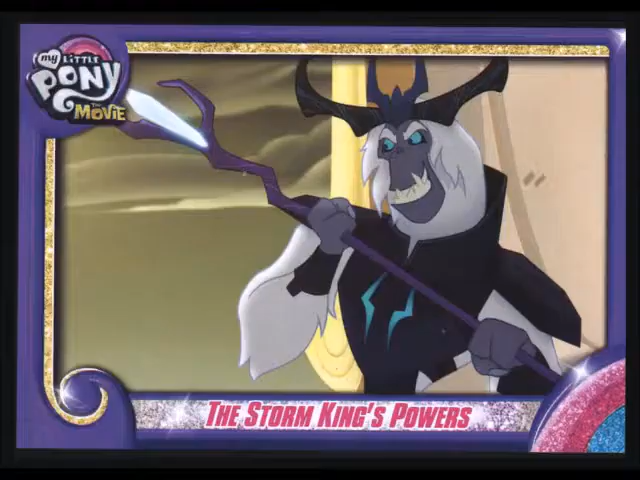 my LITTLE
PONY
THE
MOVIE
THE STORM KING'S POWERS